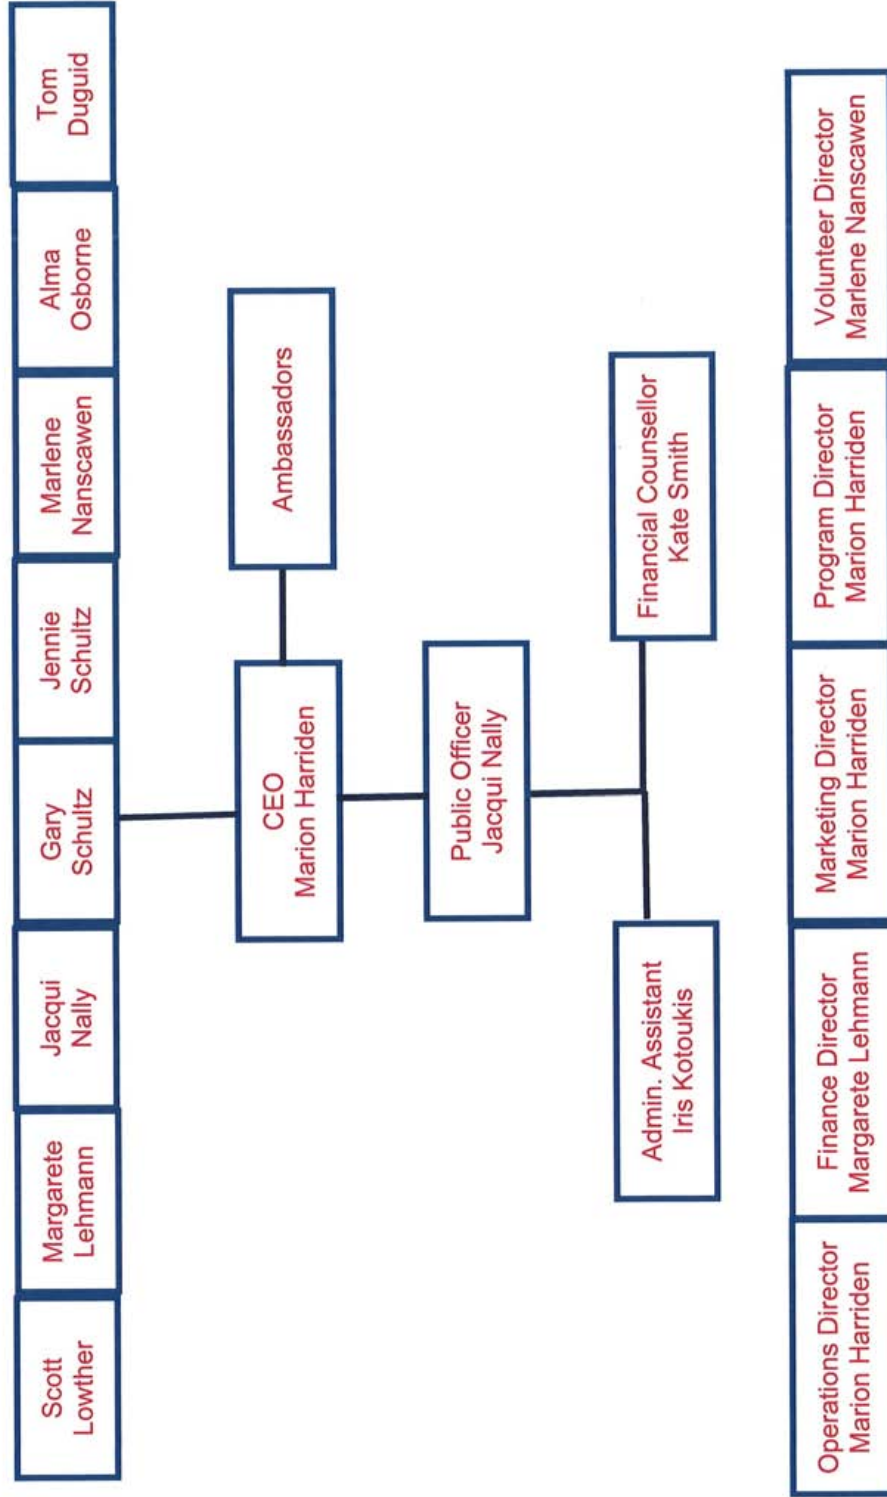 Scott
Lowther
Margarete
Lehmann
Jacqui
Nally
Gary
Schultz
Jennie
Schultz
Marlene
Nanscawen
Alma
Osborne
Tom
Duguid
CEO
Marion Harriden
Ambassadors
Public Officer
Jacqui Nally
Admin. Assistant
Iris Kotoukis
Financial Counsellor
Kate Smith
Operations Director
Marion Harriden
Finance Director
Margarete Lehmann
Marketing Director
Marion Harriden
Program Director
Marion Harriden
Volunteer Director
Marlene Nanscawen